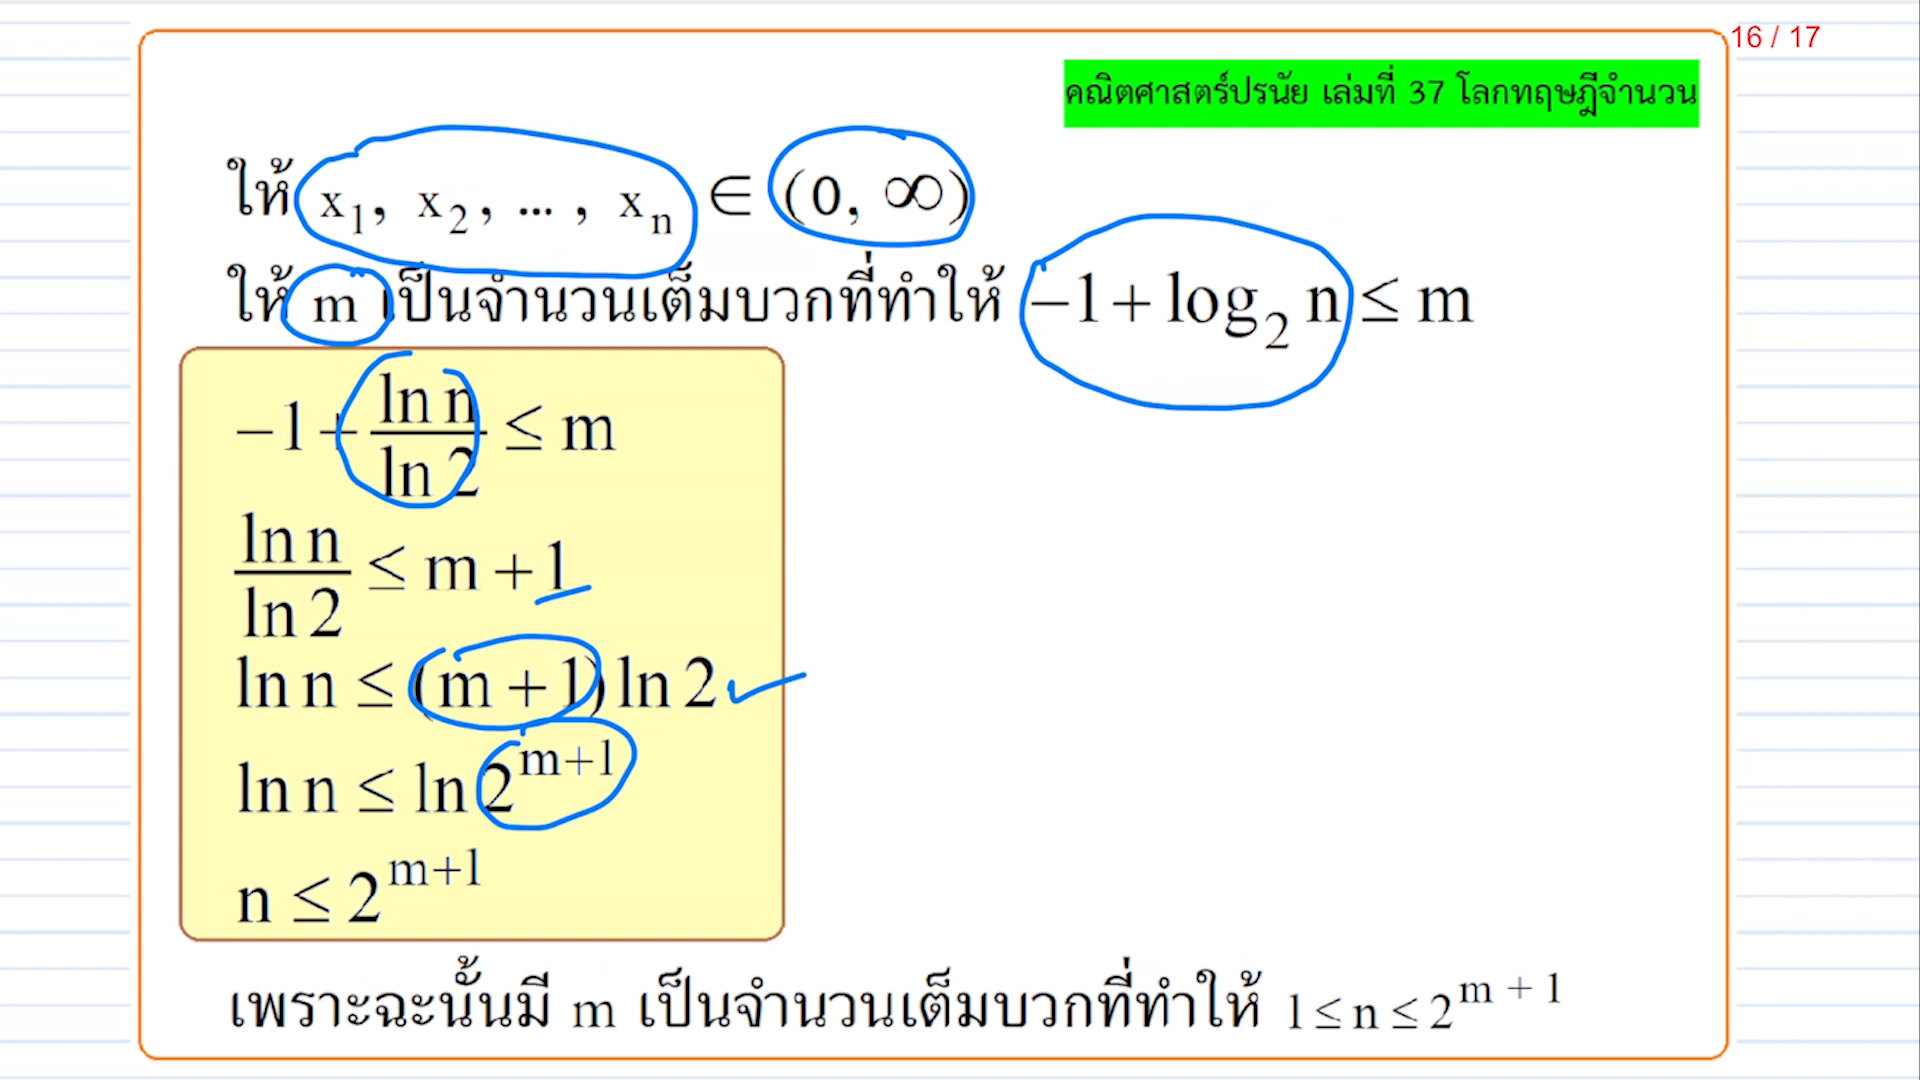 16 / 17
คณิตศาสตร์ปรนัย เล่มที่ 37 โลกทฤษฎีจำนวน
ให้ x₁, x₂, ... , xₙ ∈ (0, ∞)
ให้ m เป็นจำนวนเต็มบวกที่ทำให้ −1 + log₂ n ≤ m
−1 + ln n / ln 2 ≤ m
ln n / ln 2 ≤ m + 1
ln n ≤ (m + 1) ln 2
ln n ≤ ln 2^(m+1)
n ≤ 2^(m+1)
เพราะฉะนั้นมี m เป็นจำนวนเต็มบวกที่ทำให้ 1 ≤ n ≤ 2^(m + 1)